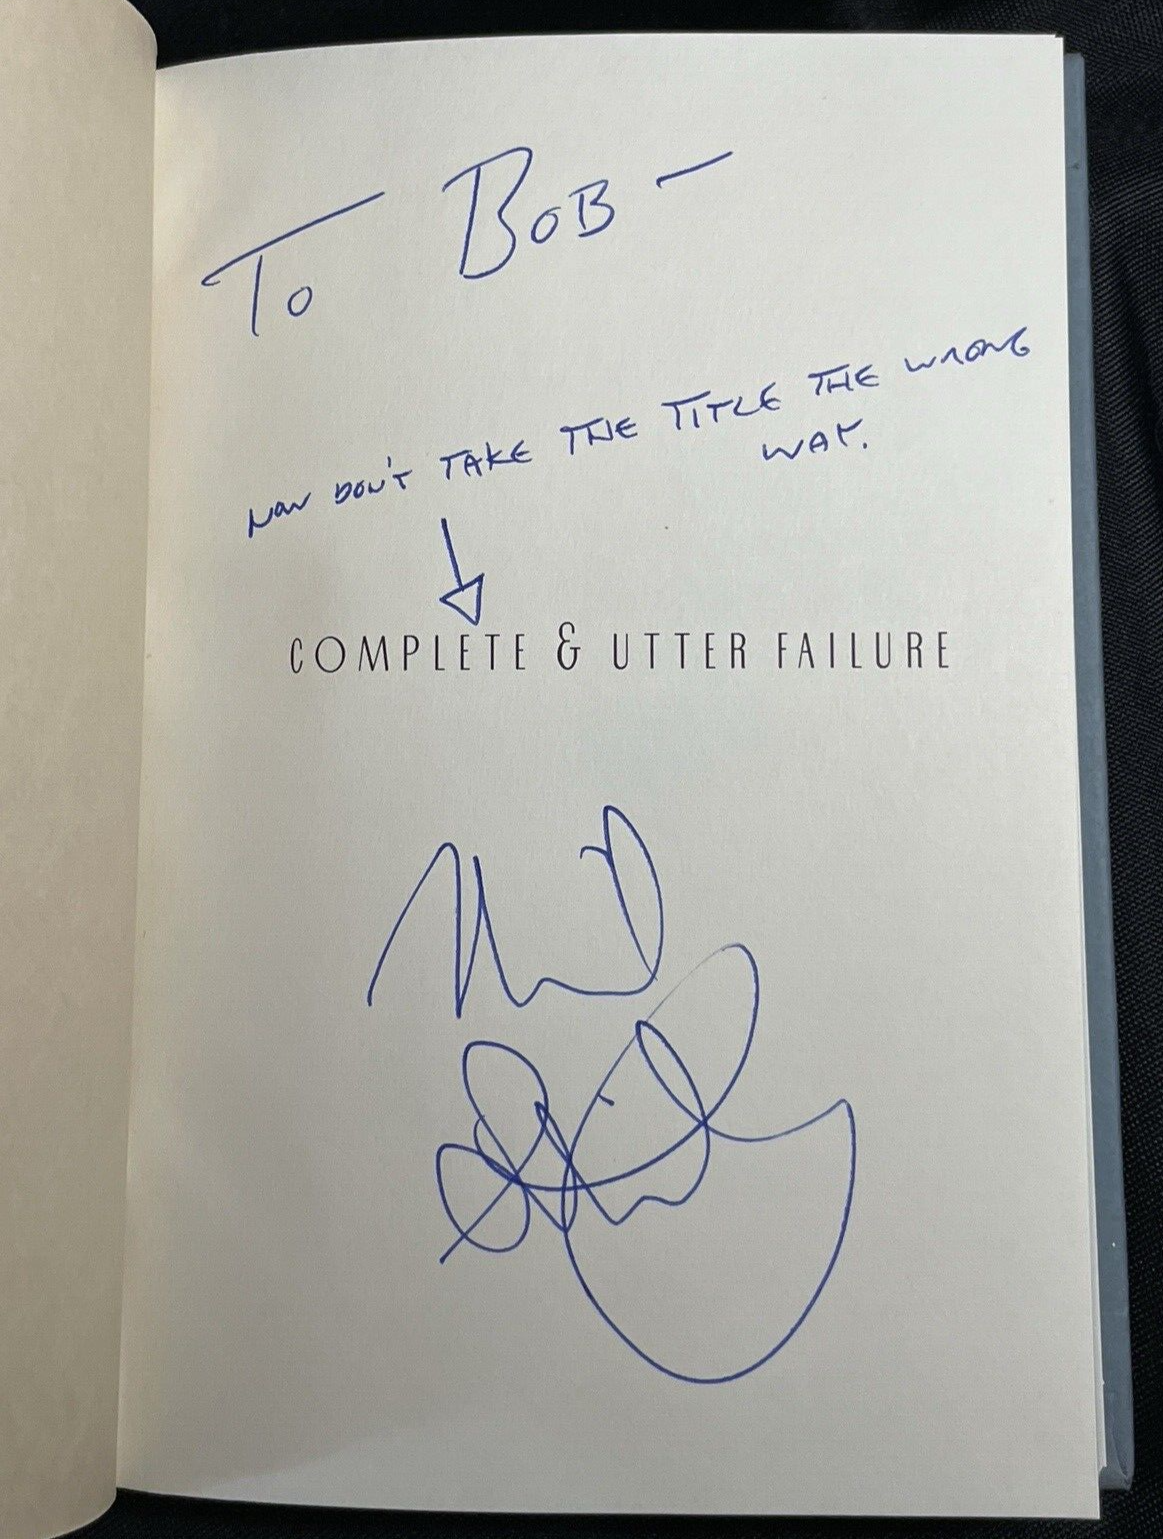 To BOB —
NOW DON'T TAKE THE TITLE THE WRONG
WAY.
COMPLETE & UTTER FAILURE